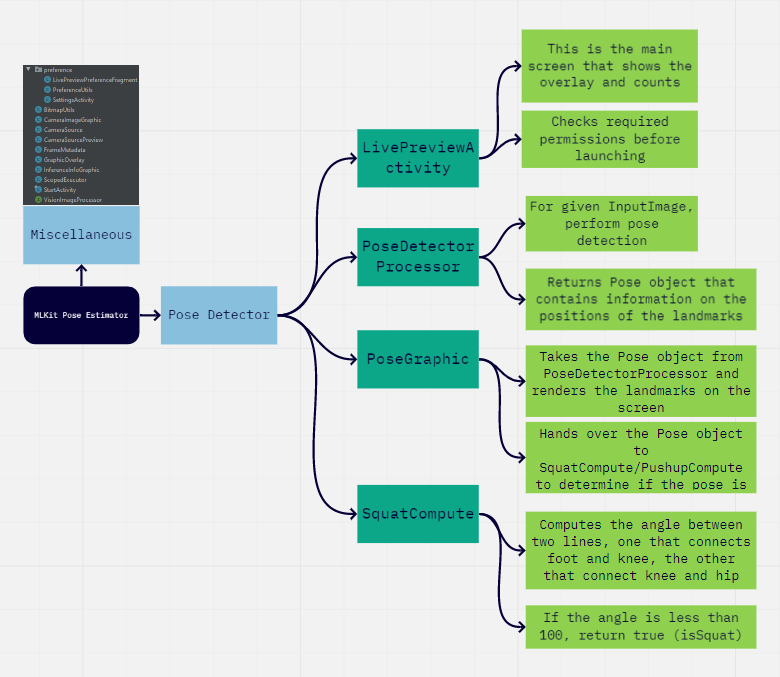 preference
LivePreviewPreferenceFragment
PreferenceUtils
SettingsActivity
BitmapUtils
CameraImageGraphic
CameraSource
CameraSourcePreview
FrameMetadata
GraphicOverlay
InferenceInfoGraphic
ScopedExecutor
StartActivity
VisionImageProcessor
Miscellaneous
MLKit Pose Estimator
Pose Detector
LivePreviewA
ctivity
This is the main
screen that shows the
overlay and counts
Checks required
permissions before
launching
PoseDetector
Processor
For given InputImage,
perform pose
detection
Returns Pose object that
contains information on the
positions of the landmarks
PoseGraphic
Takes the Pose object from
PoseDetectorProcessor and
renders the landmarks on the
screen
Hands over the Pose object
to
SquatCompute/PushupCompute
to determine if the pose is
SquatCompute
Computes the angle between
two lines, one that connects
foot and knee, the other
that connect knee and hip
If the angle is less than
100, return true (isSquat)